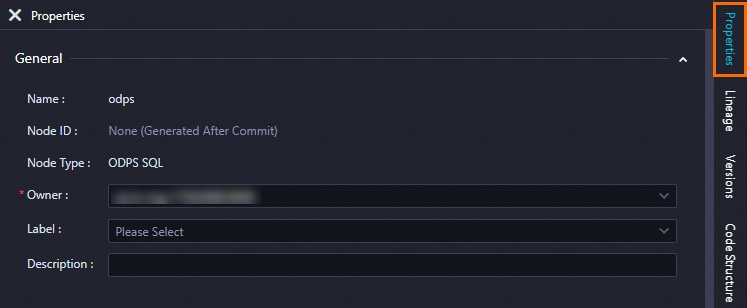 Properties
General
Name : odps
Node ID : None (Generated After Commit)
Node Type : ODPS SQL
* Owner :
Label : Please Select
Description :
Properties
Lineage
Versions
Code Structure